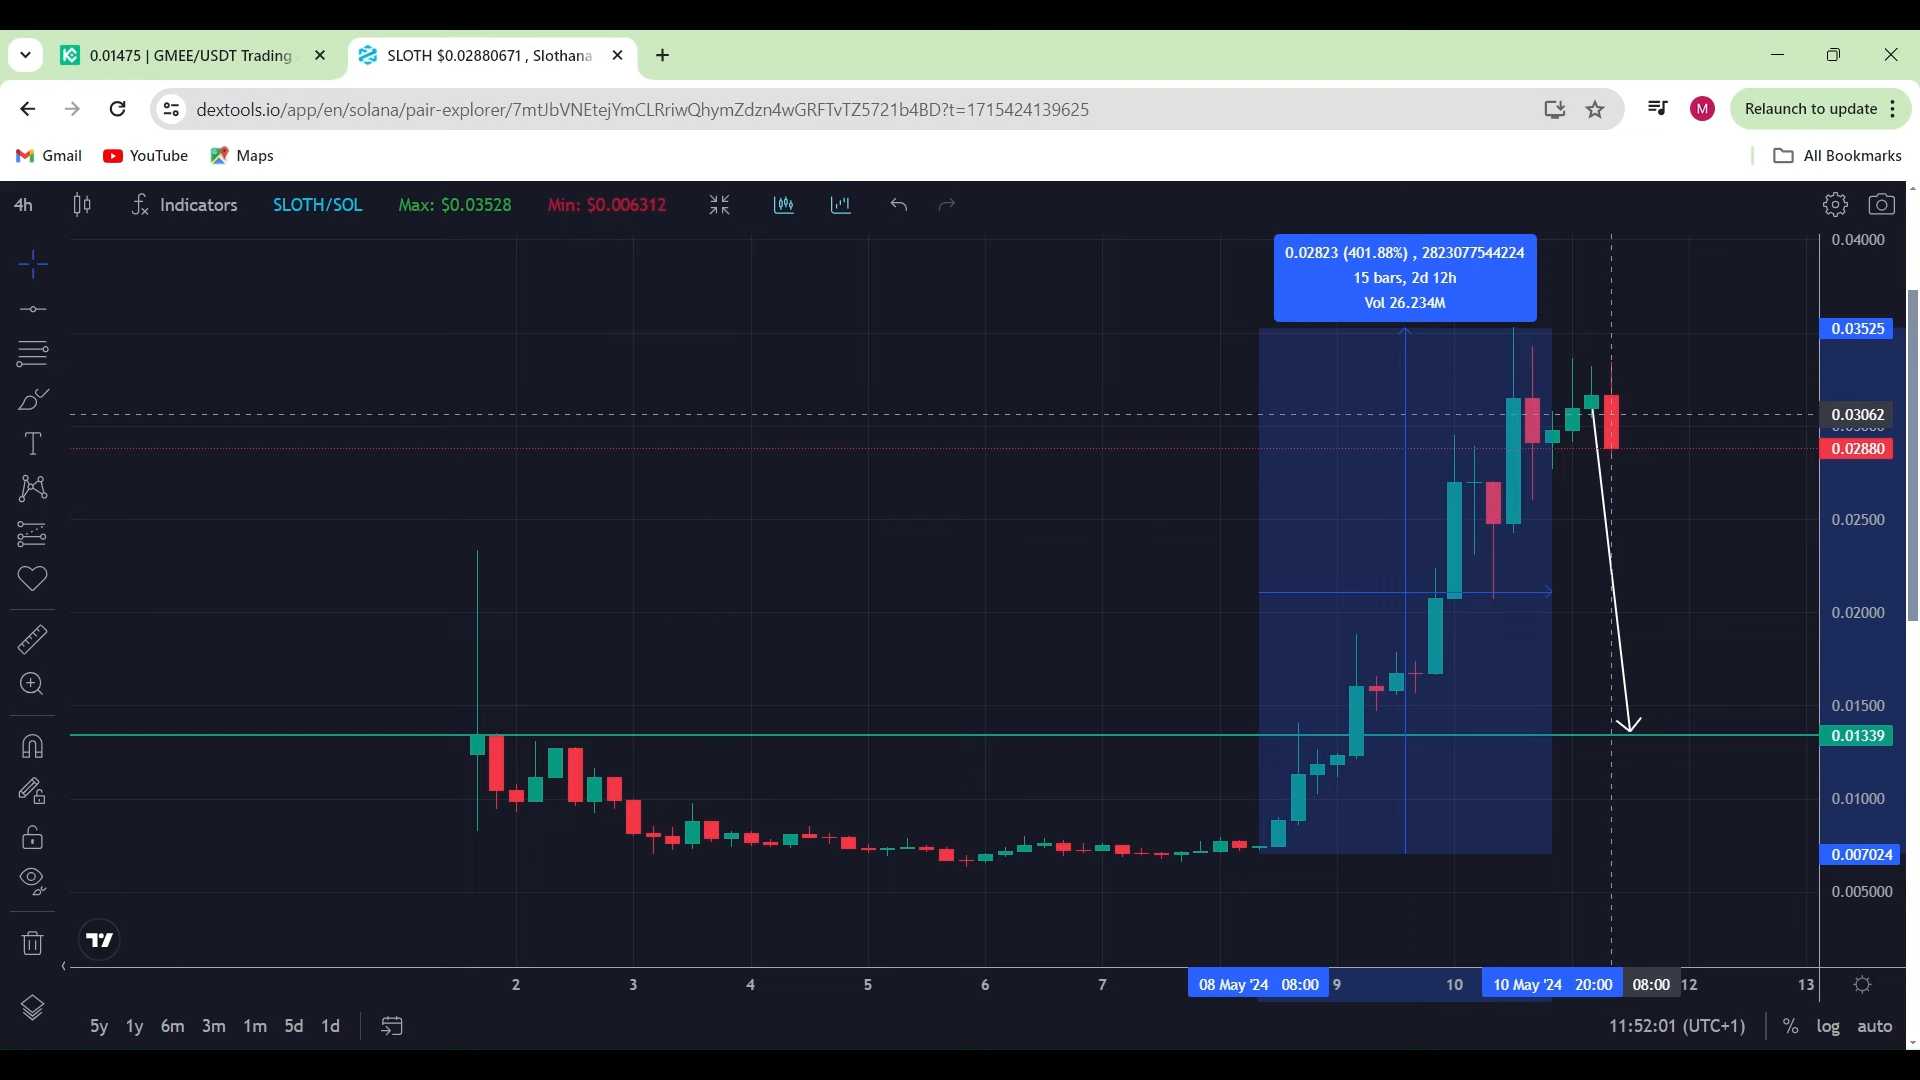 0.01475 | GMEE/USDT Trading
SLOTH $0.02880671 , Slothana
dextools.io/app/en/solana/pair-explorer/7mtJbVNEtejYmCLRriwQhymZdzn4wGRFTvTZ5721b4BD?t=1715424139625
M
Relaunch to update
Gmail
YouTube
Maps
All Bookmarks
4h
Indicators
SLOTH/SOL
Max: $0.03528
Min: $0.006312
0.04000
0.02823 (401.88%) , 2823077544224
15 bars, 2d 12h
Vol 26.234M
0.03525
0.03062
0.02880
0.02500
0.02000
0.01500
0.01339
0.01000
0.007024
0.005000
2
3
4
5
6
7
08 May '24 08:00
9
10
10 May '24 20:00
08:00
12
13
5y
1y
6m
3m
1m
5d
1d
11:52:01 (UTC+1)
%
log
auto